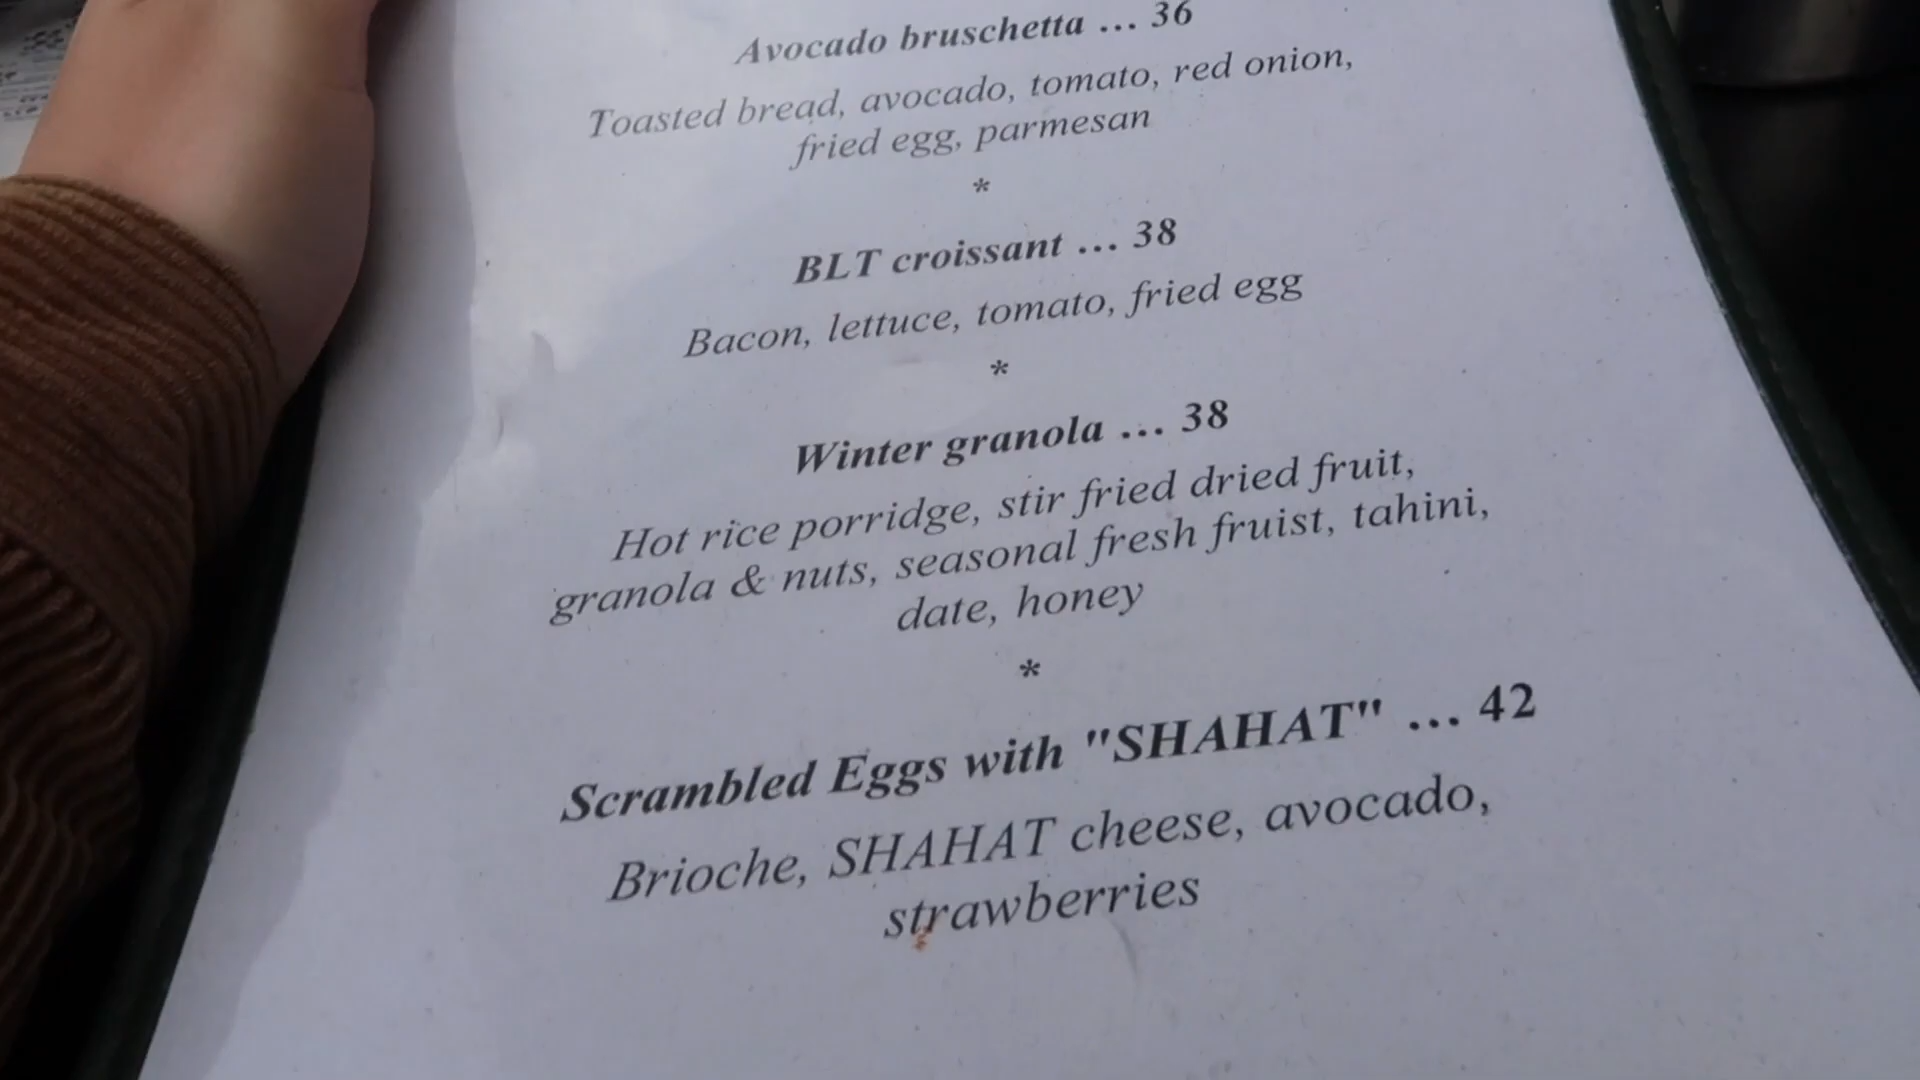 Avocado bruschetta ... 36
Toasted bread, avocado, tomato, red onion,
fried egg, parmesan
*
BLT croissant ... 38
Bacon, lettuce, tomato, fried egg
*
Winter granola ... 38
Hot rice porridge, stir fried dried fruit,
granola & nuts, seasonal fresh fruist, tahini,
date, honey
*
Scrambled Eggs with "SHAHAT" ... 42
Brioche, SHAHAT cheese, avocado,
strawberries